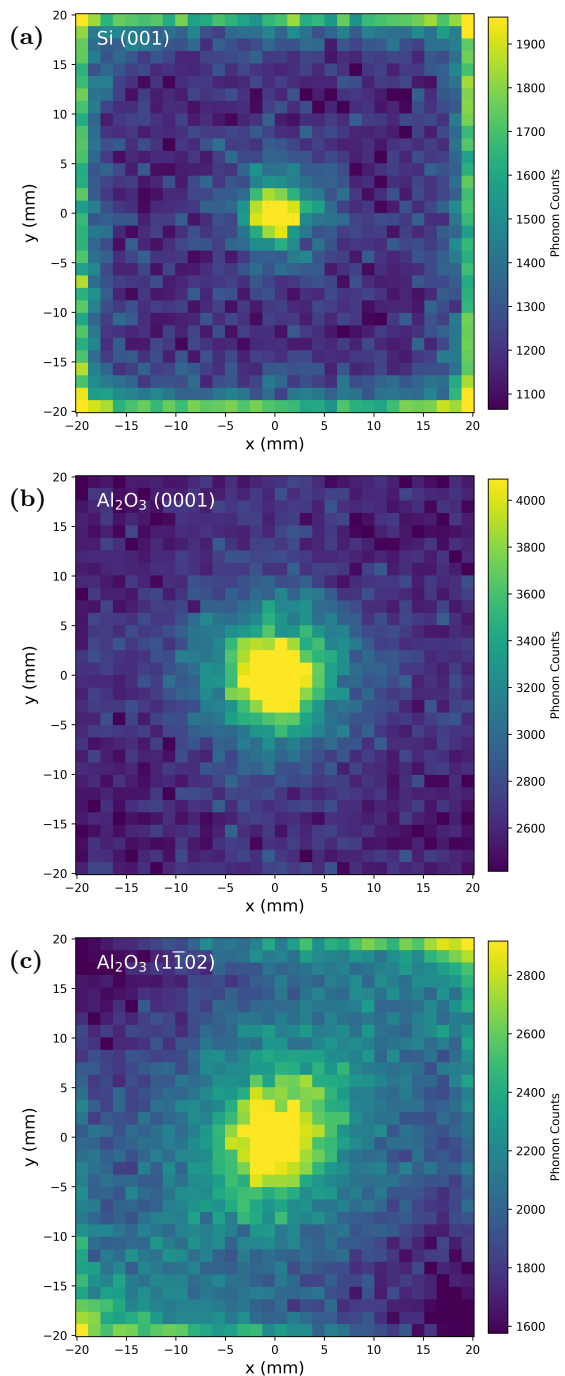 (a)
Si (001)
20
15
10
5
0
−5
−10
−15
−20
y (mm)
−20 −15 −10 −5 0 5 10 15 20
x (mm)
1900
1800
1700
1600
1500
1400
1300
1200
1100
Phonon Counts
(b)
Al₂O₃ (0001)
20
15
10
5
0
−5
−10
−15
−20
y (mm)
−20 −15 −10 −5 0 5 10 15 20
x (mm)
4000
3800
3600
3400
3200
3000
2800
2600
Phonon Counts
(c)
Al₂O₃ (11̅02)
20
15
10
5
0
−5
−10
−15
−20
y (mm)
−20 −15 −10 −5 0 5 10 15 20
x (mm)
2800
2600
2400
2200
2000
1800
1600
Phonon Counts